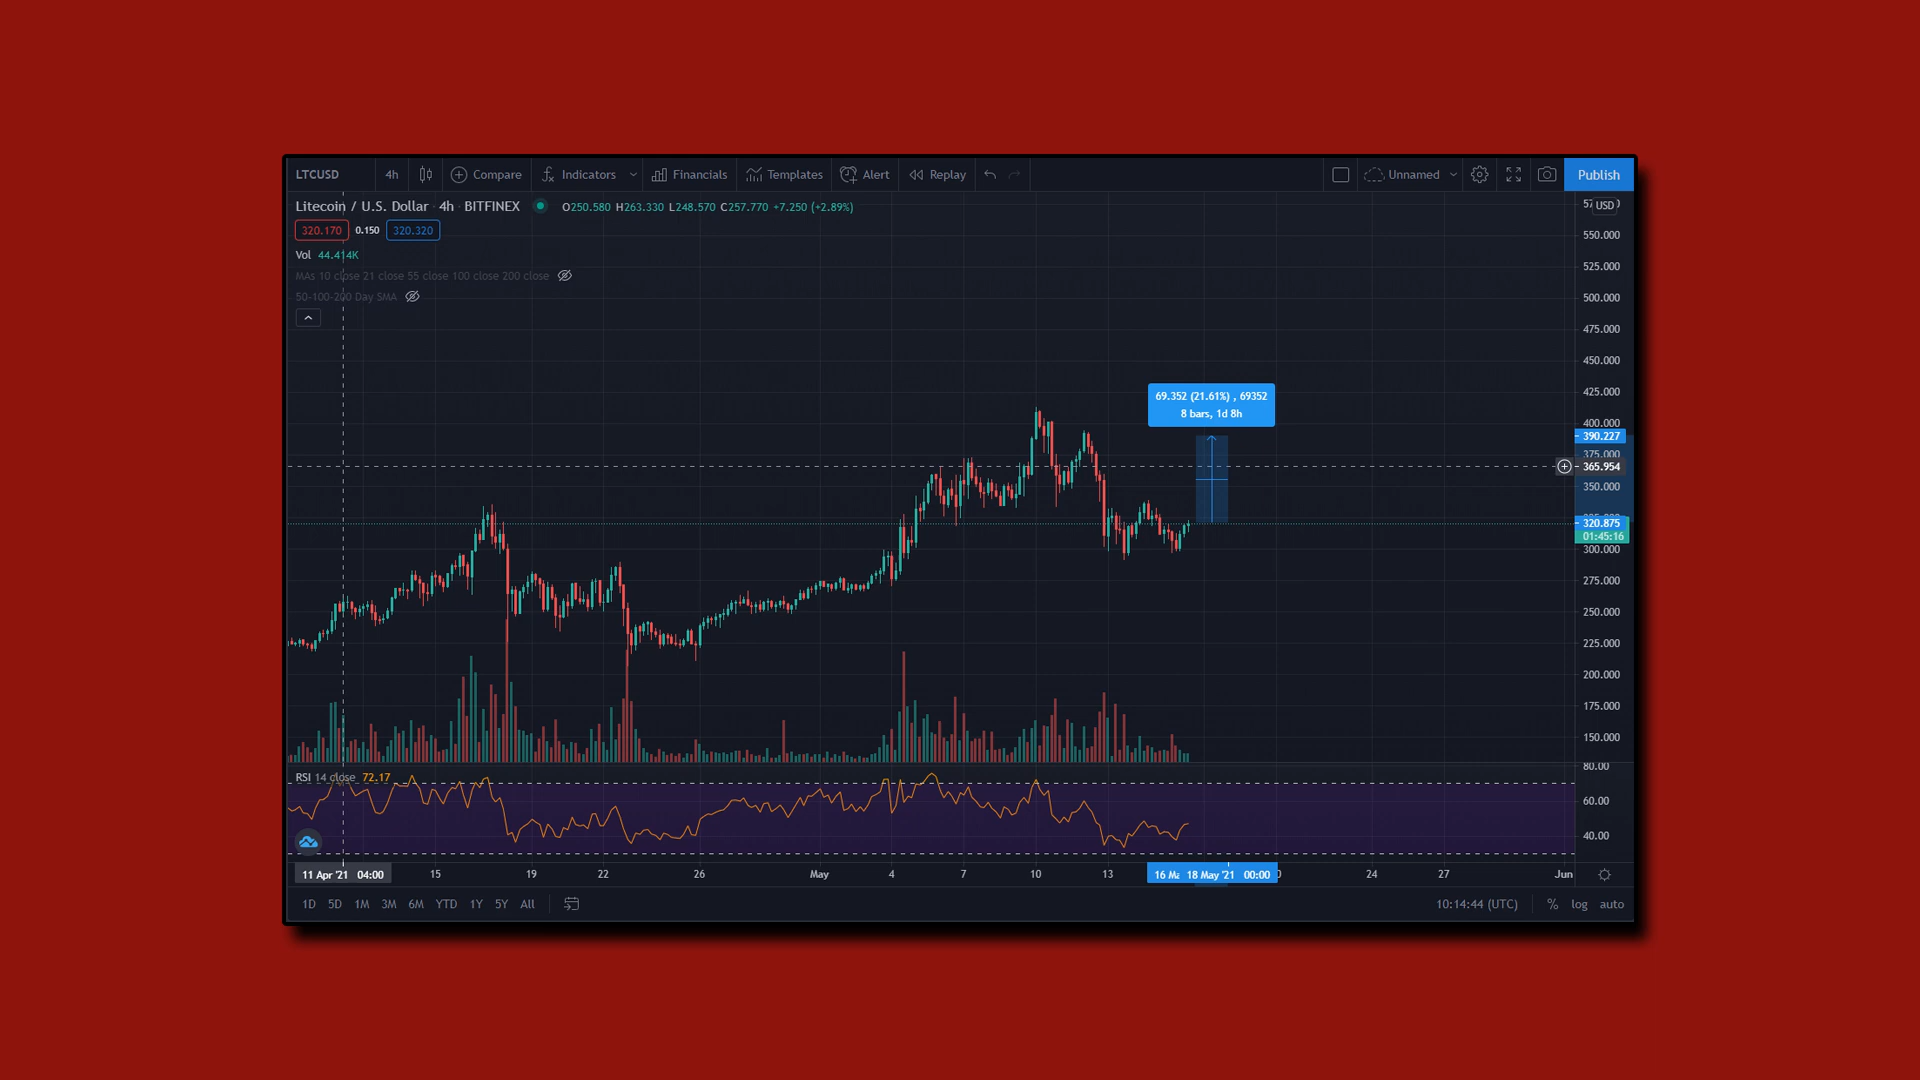 LTCUSD 4h Compare Indicators Financials Templates Alert Replay Unnamed Publish
Litecoin / U.S. Dollar · 4h · BITFINEX O250.580 H263.330 L248.570 C257.770 +7.250 (+2.89%)
320.170 0.150 320.320
Vol 44.414K
MAs 10 close 21 close 55 close 100 close 200 close
50-100-200 Day SMA
USD
550.000
525.000
500.000
475.000
450.000
425.000
69.352 (21.61%) , 69352
8 bars, 1d 8h
400.000
390.227
375.000
365.954
350.000
320.875
01:45:16
300.000
275.000
250.000
225.000
200.000
175.000
150.000
RSI 14 close 72.17
80.00
60.00
40.00
11 Apr '21 04:00 15 19 22 26 May 4 7 10 13 16 18 May '21 00:00 24 27 Jun
1D 5D 1M 3M 6M YTD 1Y 5Y All 10:14:44 (UTC) % log auto